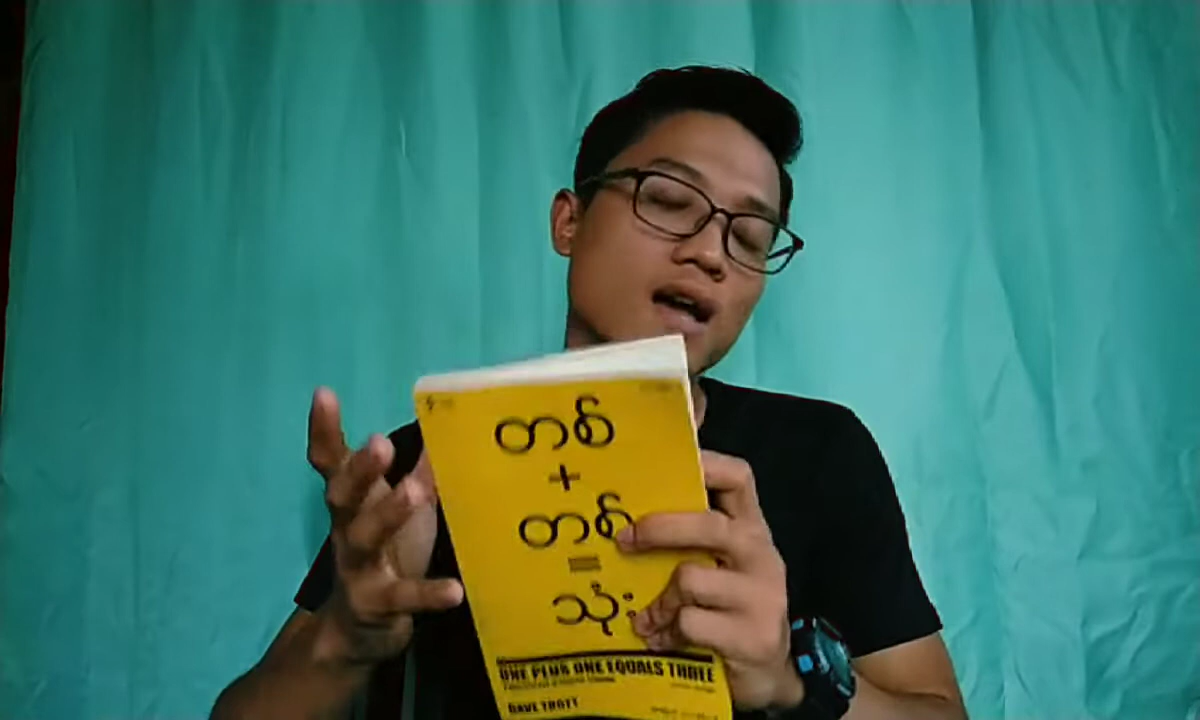 တစ်
+
တစ်
=
သုံး
ONE PLUS ONE EQUALS THREE
DAVE TROTT